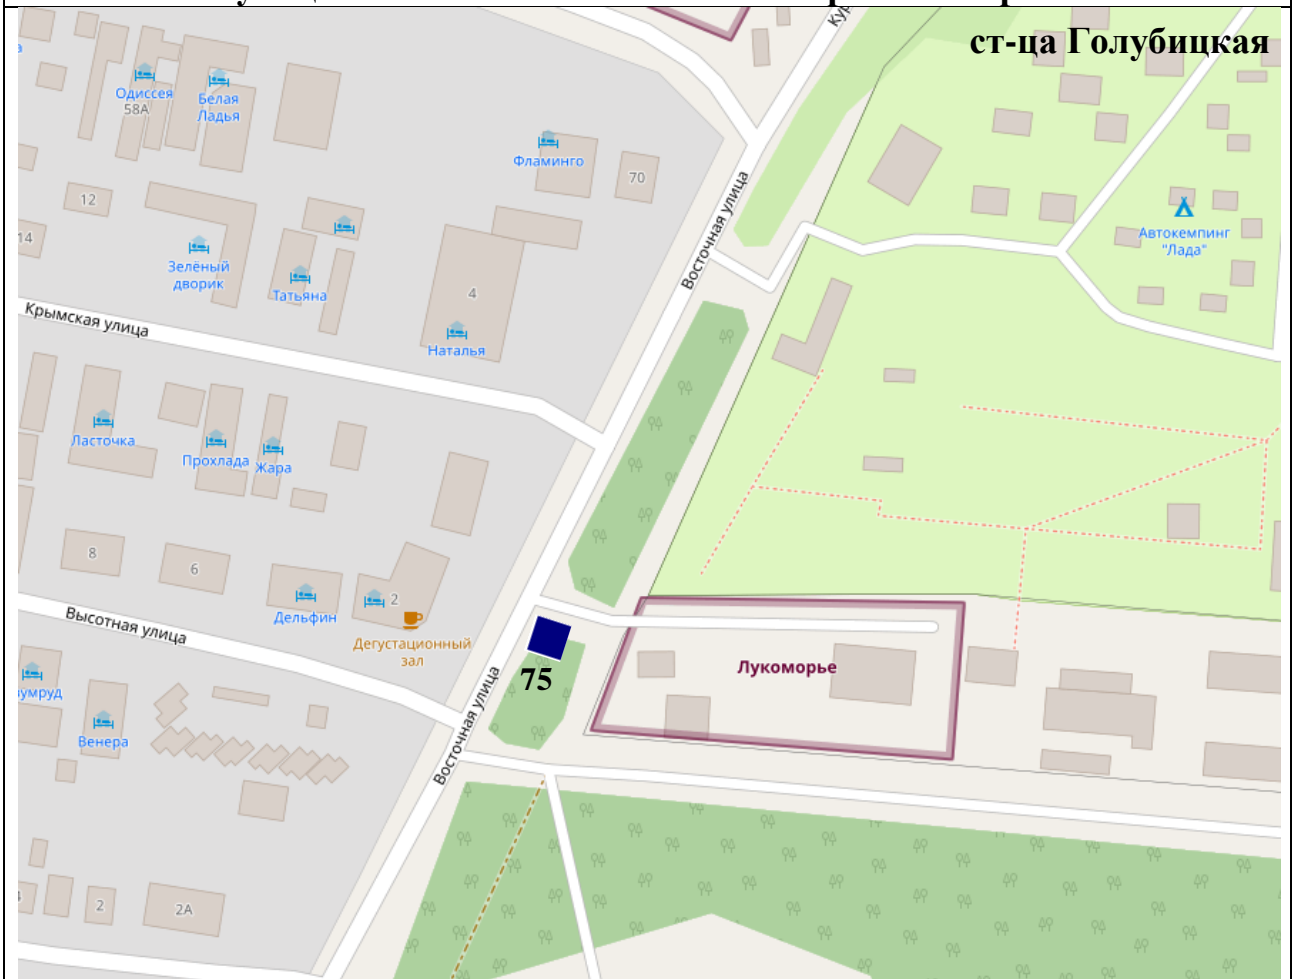 ст-ца Голубицкая
Кур
Одиссея
58А
Белая
Ладья
Фламинго
70
12
14
Зелёный
дворик
Татьяна
4
Наталья
Восточная улица
Автокемпинг
"Лада"
Крымская улица
Ласточка
Прохлада
Жара
8
6
Дельфин
2
Дегустационный
зал
Высотная улица
75
Лукоморье
Восточная улица
умруд
Венера
2
2А